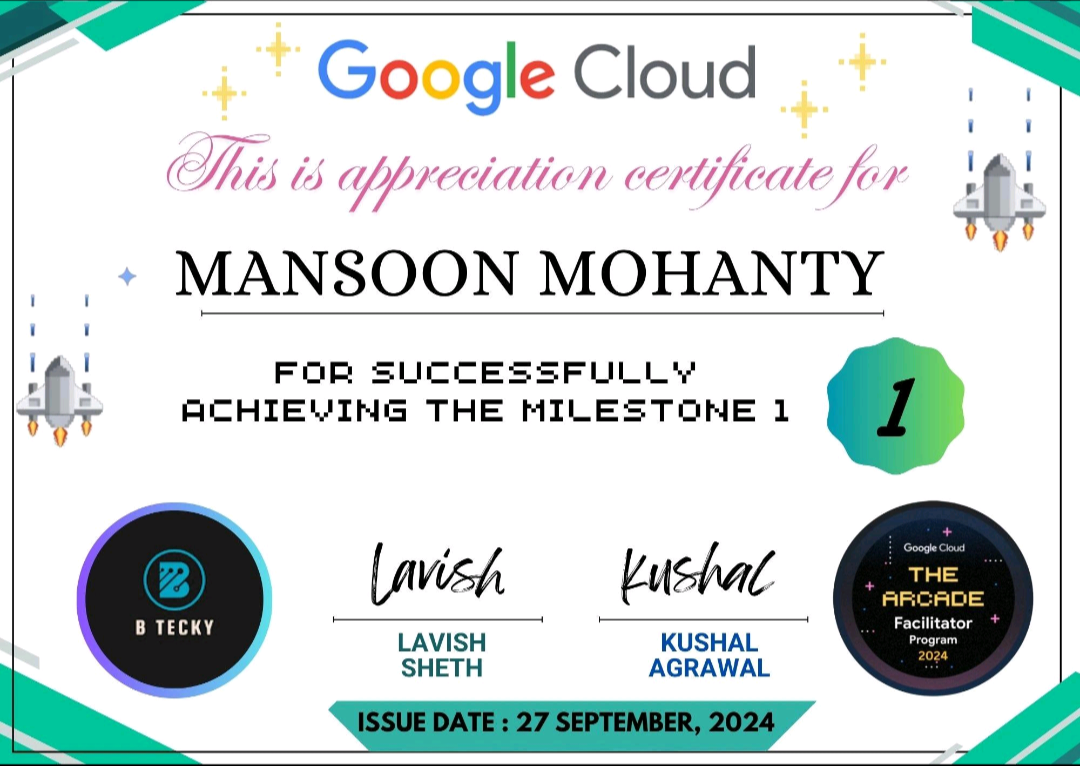 Google Cloud
This is appreciation certificate for
MANSOON MOHANTY
FOR SUCCESSFULLY
ACHIEVING THE MILESTONE 1
1
B TECKY
Lavish
LAVISH
SHETH
Kushal
KUSHAL
AGRAWAL
Google Cloud
THE
ARCADE
Facilitator
Program
2024
ISSUE DATE : 27 SEPTEMBER, 2024